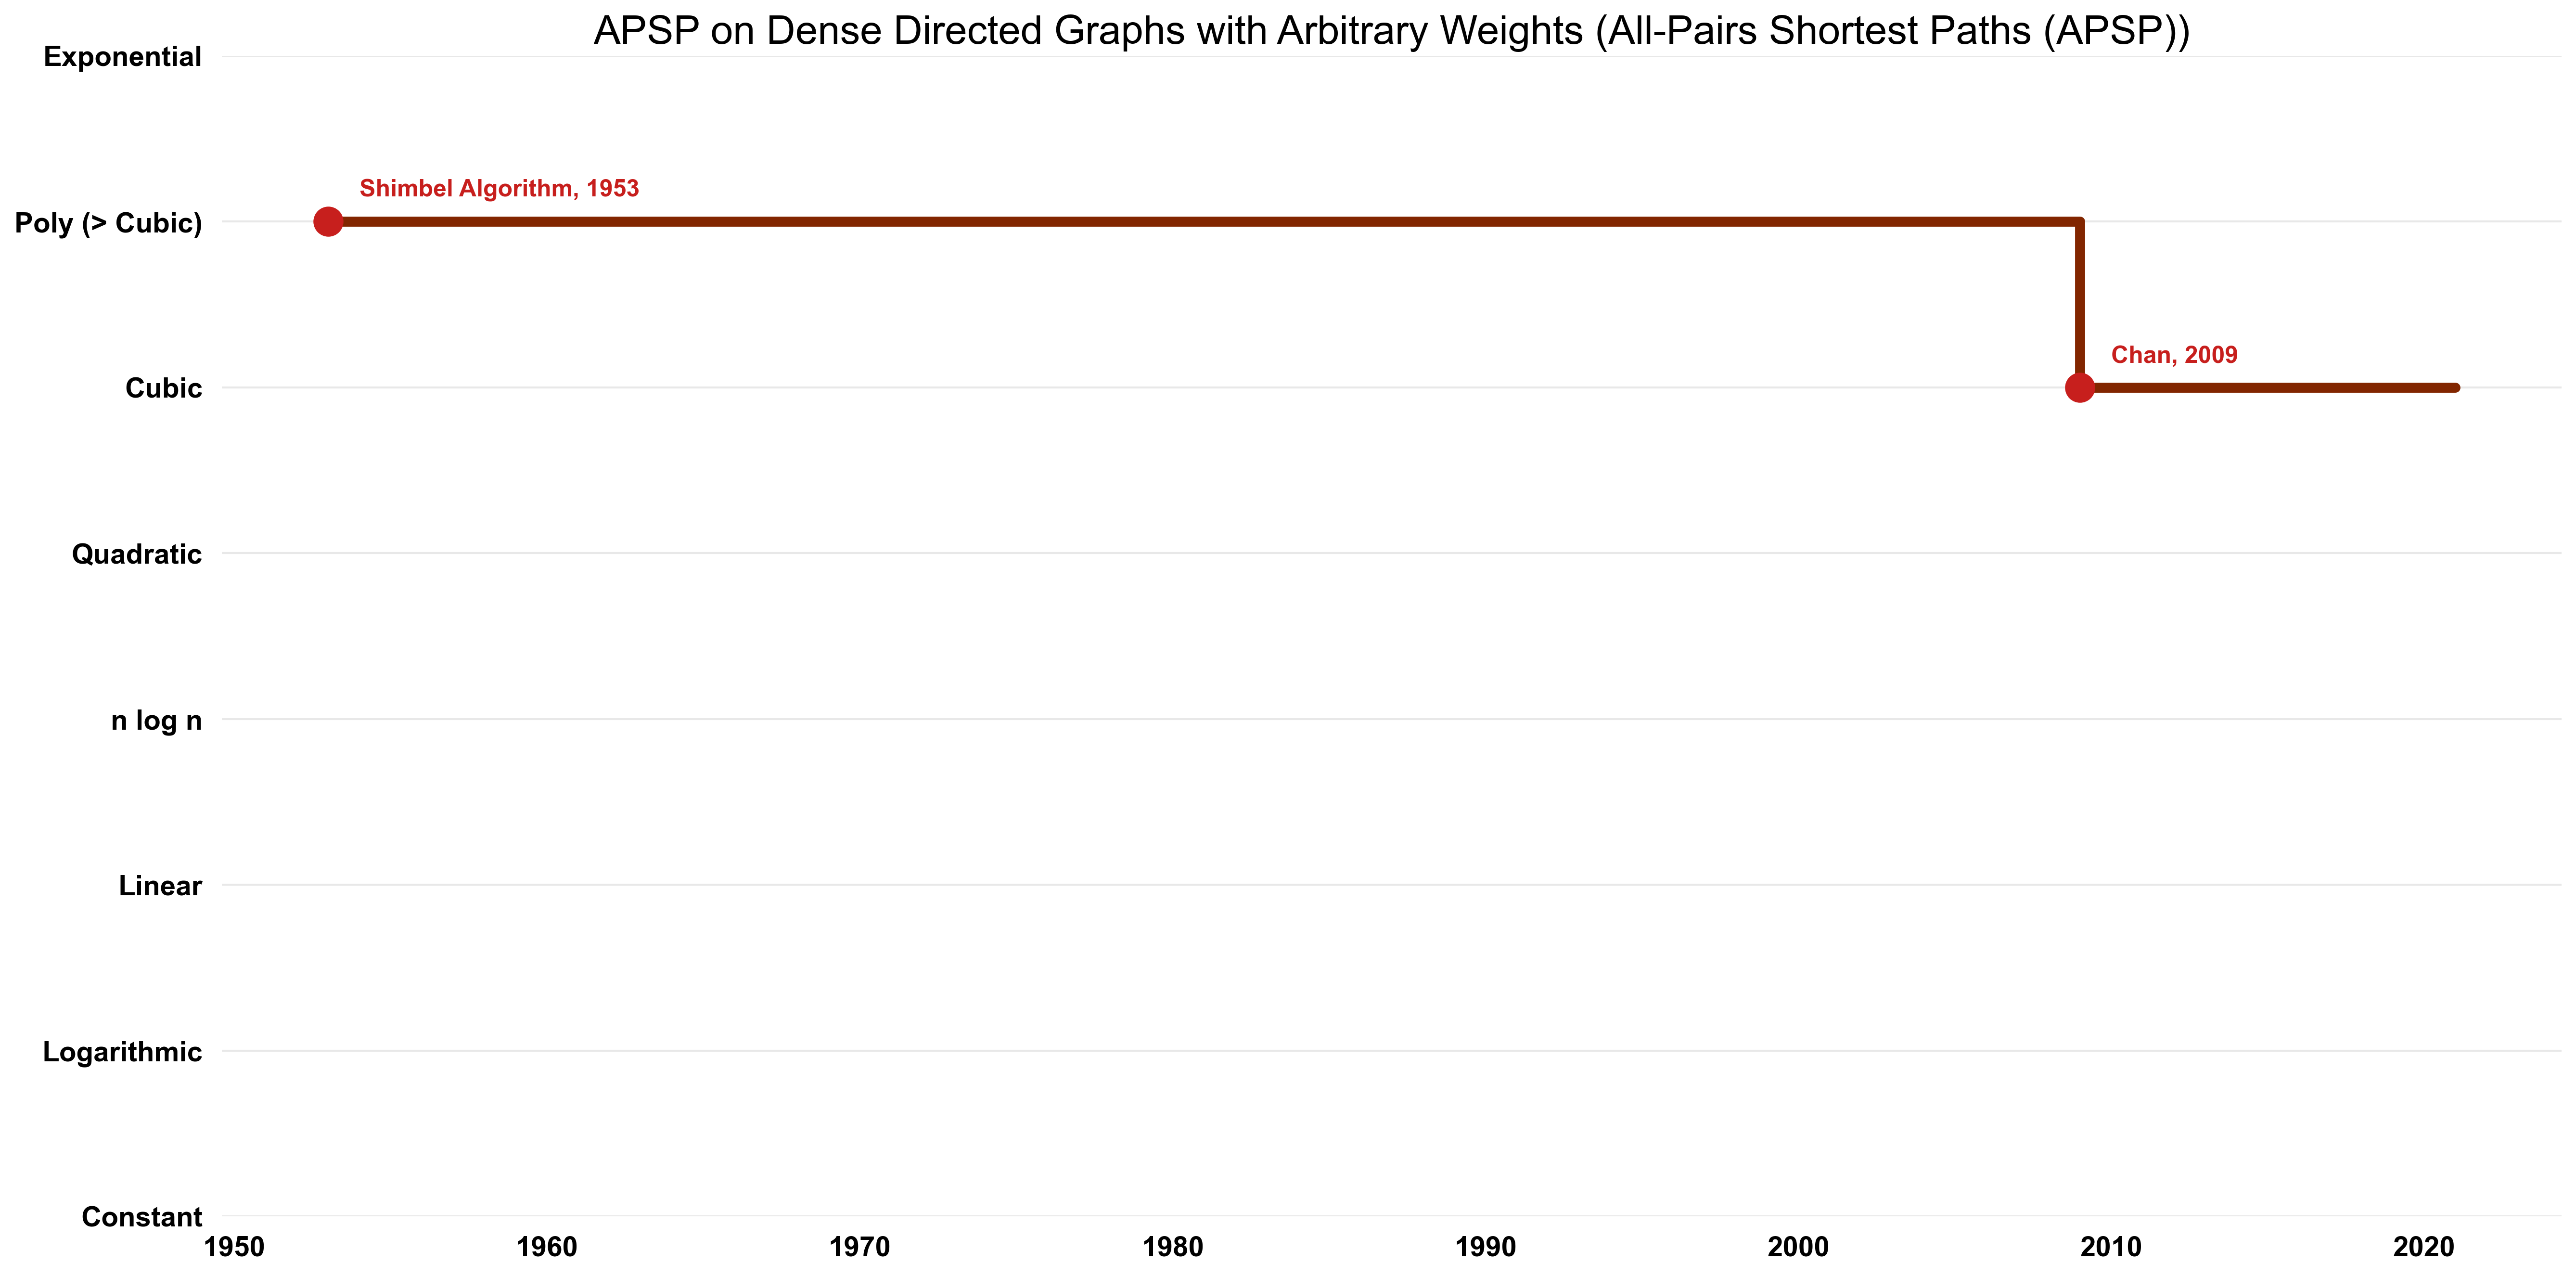 APSP on Dense Directed Graphs with Arbitrary Weights (All-Pairs Shortest Paths (APSP))
Exponential
Shimbel Algorithm, 1953
Poly (> Cubic)
Chan, 2009
Cubic
Quadratic
n log n
Linear
Logarithmic
Constant
1950 1960 1970 1980 1990 2000 2010 2020